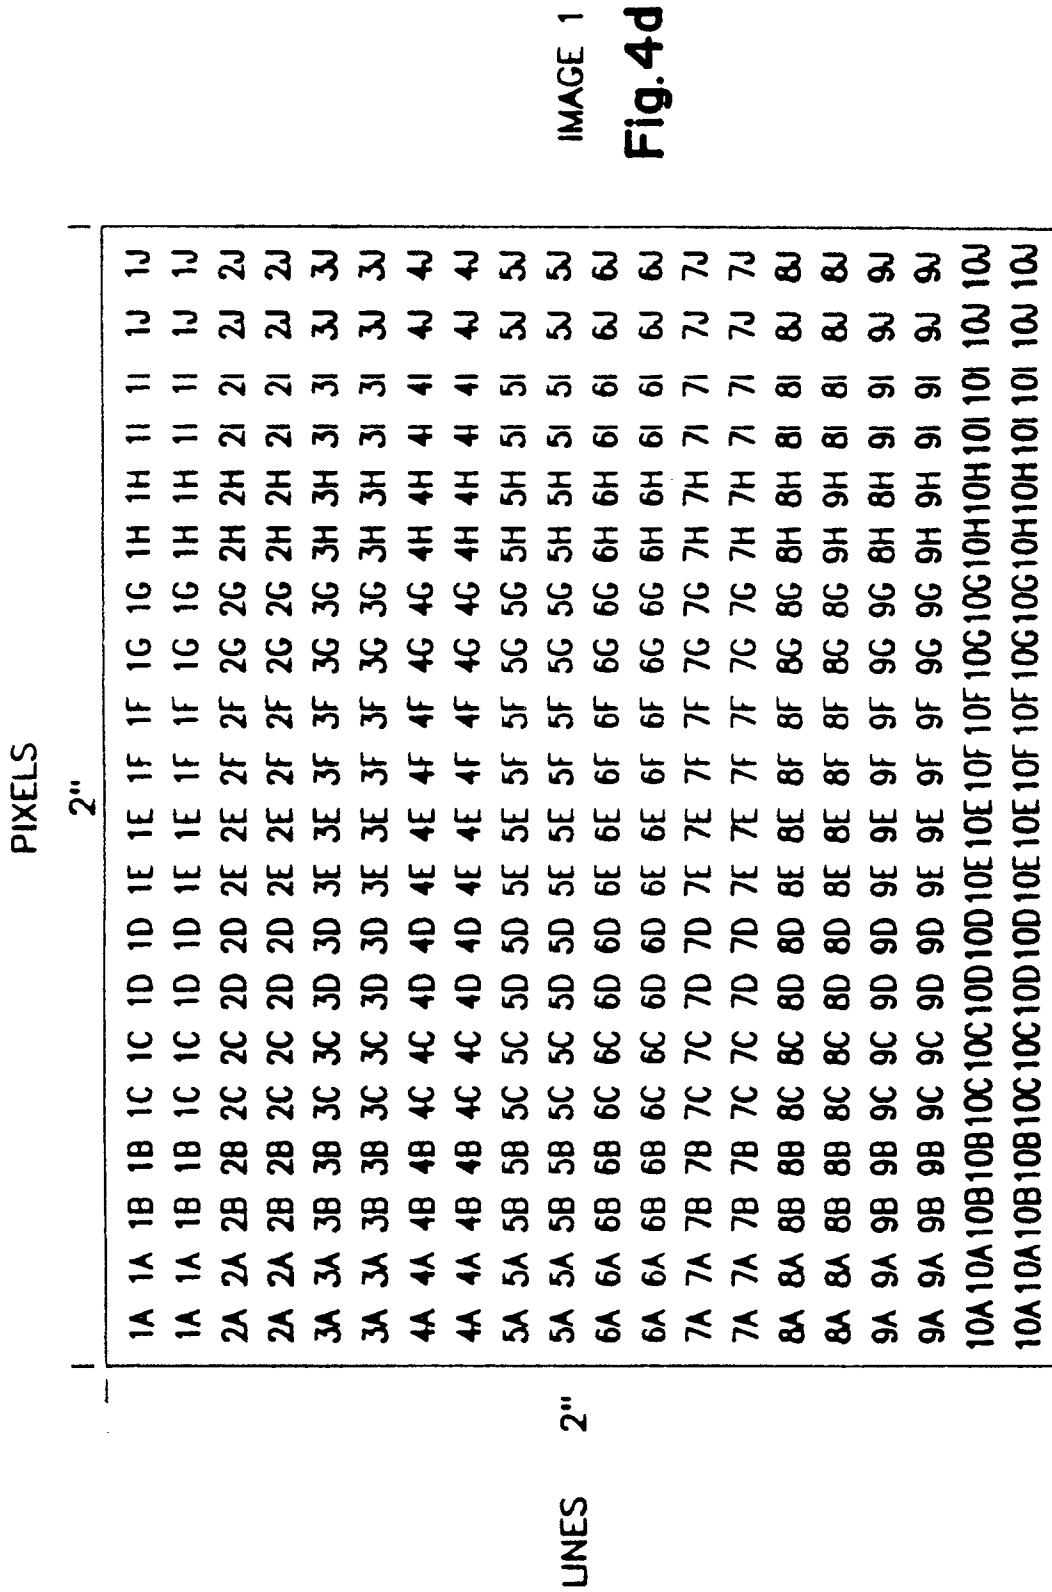 PIXELS
2"
LINES 2"
1A 1A 1B 1B 1C 1C 1D 1D 1E 1E 1F 1F 1G 1G 1H 1H 1I 1I 1J 1J
1A 1A 1B 1B 1C 1C 1D 1D 1E 1E 1F 1F 1G 1G 1H 1H 1I 1I 1J 1J
2A 2A 2B 2B 2C 2C 2D 2D 2E 2E 2F 2F 2G 2G 2H 2H 2I 2I 2J 2J
2A 2A 2B 2B 2C 2C 2D 2D 2E 2E 2F 2F 2G 2G 2H 2H 2I 2I 2J 2J
3A 3A 3B 3B 3C 3C 3D 3D 3E 3E 3F 3F 3G 3G 3H 3H 3I 3I 3J 3J
3A 3A 3B 3B 3C 3C 3D 3D 3E 3E 3F 3F 3G 3G 3H 3H 3I 3I 3J 3J
4A 4A 4B 4B 4C 4C 4D 4D 4E 4E 4F 4F 4G 4G 4H 4H 4I 4I 4J 4J
4A 4A 4B 4B 4C 4C 4D 4D 4E 4E 4F 4F 4G 4G 4H 4H 4I 4I 4J 4J
5A 5A 5B 5B 5C 5C 5D 5D 5E 5E 5F 5F 5G 5G 5H 5H 5I 5I 5J 5J
5A 5A 5B 5B 5C 5C 5D 5D 5E 5E 5F 5F 5G 5G 5H 5H 5I 5I 5J 5J
6A 6A 6B 6B 6C 6C 6D 6D 6E 6E 6F 6F 6G 6G 6H 6H 6I 6I 6J 6J
6A 6A 6B 6B 6C 6C 6D 6D 6E 6E 6F 6F 6G 6G 6H 6H 6I 6I 6J 6J
7A 7A 7B 7B 7C 7C 7D 7D 7E 7E 7F 7F 7G 7G 7H 7H 7I 7I 7J 7J
7A 7A 7B 7B 7C 7C 7D 7D 7E 7E 7F 7F 7G 7G 7H 7H 7I 7I 7J 7J
8A 8A 8B 8B 8C 8C 8D 8D 8E 8E 8F 8F 8G 8G 8H 8H 8I 8I 8J 8J
8A 8A 8B 8B 8C 8C 8D 8D 8E 8E 8F 8F 8G 8G 9H 9H 8I 8I 8J 8J
9A 9A 9B 9B 9C 9C 9D 9D 9E 9E 9F 9F 9G 9G 8H 8H 9I 9I 9J 9J
9A 9A 9B 9B 9C 9C 9D 9D 9E 9E 9F 9F 9G 9G 9H 9H 9I 9I 9J 9J
10A 10A 10B 10B 10C 10C 10D 10D 10E 10E 10F 10F 10G 10G 10H 10H 10I 10I 10J 10J
10A 10A 10B 10B 10C 10C 10D 10D 10E 10E 10F 10F 10G 10G 10H 10H 10I 10I 10J 10J
IMAGE 1
Fig.4d